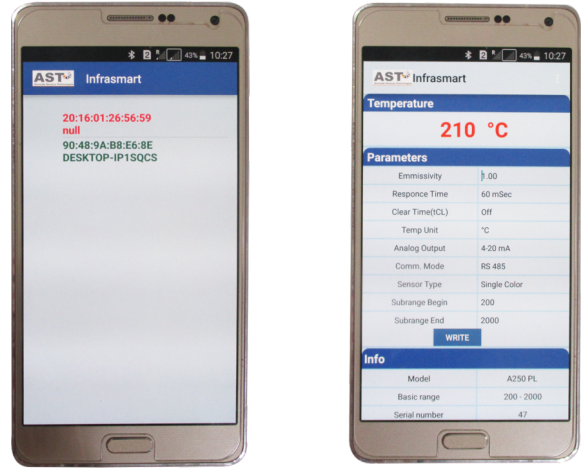 2 43% 10:27
AST Infrasmart
20:16:01:26:56:59
null
90:48:9A:B8:E6:8E
DESKTOP-IP1SQCS
2 43% 10:27
AST Infrasmart
Temperature
210 °C
Parameters
Emmissivity 1.00
Responce Time 60 mSec
Clear Time(tCL) Off
Temp Unit °C
Analog Output 4-20 mA
Comm. Mode RS 485
Sensor Type Single Color
Subrange Begin 200
Subrange End 2000
WRITE
Info
Model A250 PL
Basic range 200 - 2000
Serial number 47